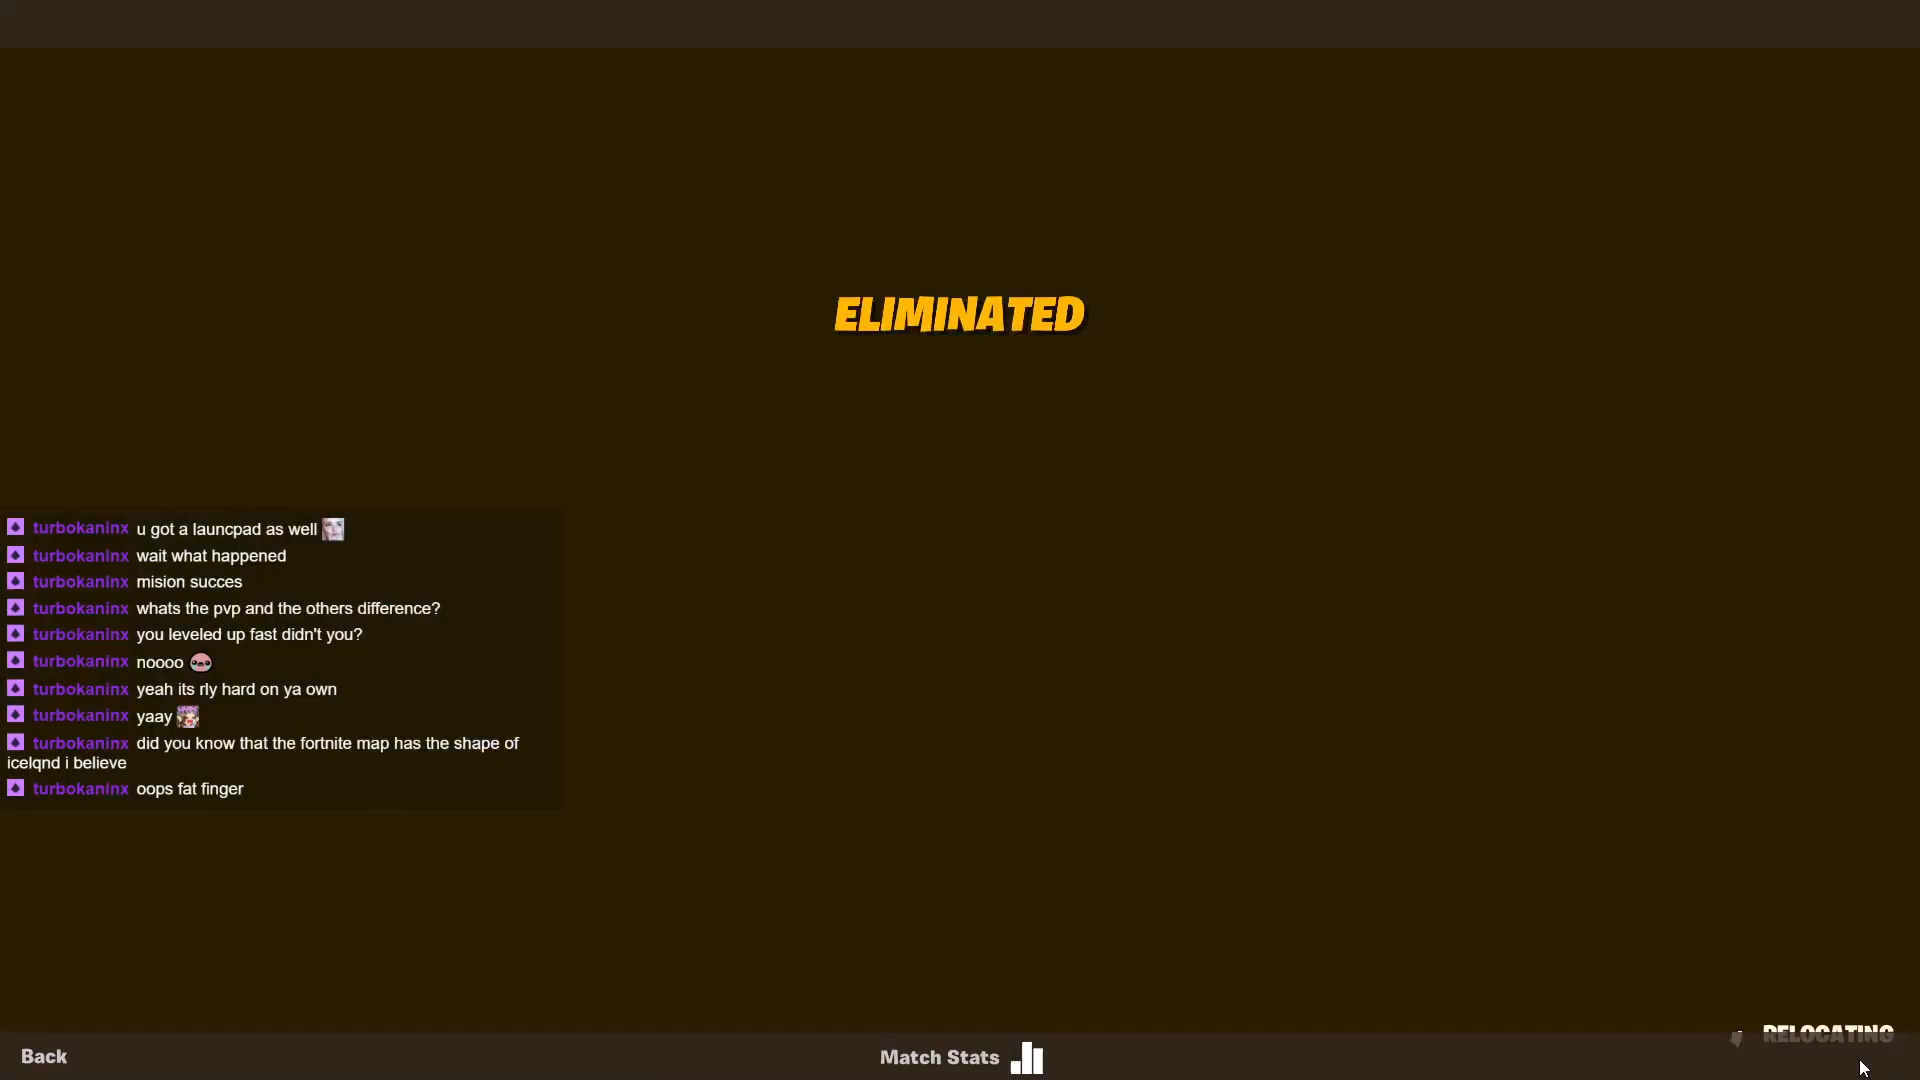 ELIMINATED
turbokaninx u got a launcpad as well
turbokaninx wait what happened
turbokaninx mision succes
turbokaninx whats the pvp and the others difference?
turbokaninx you leveled up fast didn't you?
turbokaninx noooo
turbokaninx yeah its rly hard on ya own
turbokaninx yaay
turbokaninx did you know that the fortnite map has the shape of
icelqnd i believe
turbokaninx oops fat finger
RELOCATING
Back
Match Stats